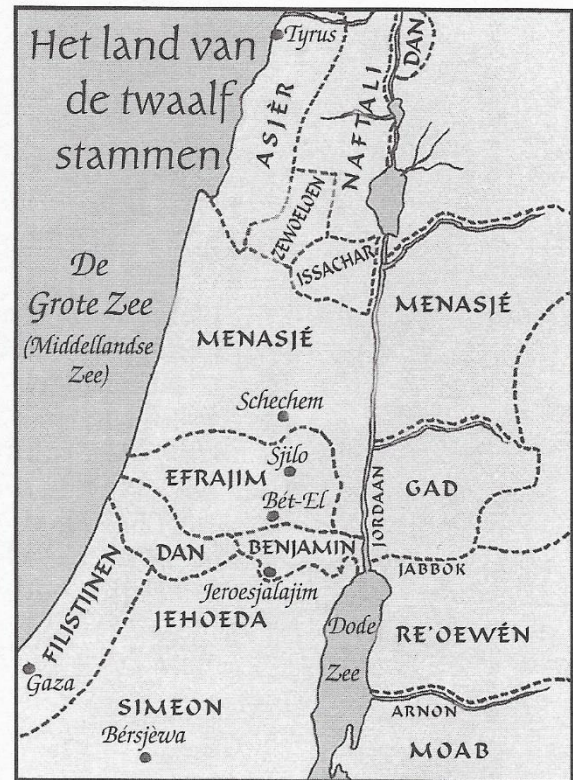 Het land van
de twaalf
stammen
Tyrus
DAN
ASJÈR
NAFTALI
ZEWOELOEN
ISSACHAR
De
Grote Zee
(Middellandse
Zee)
MENASJÉ
MENASJÉ
Schechem
Sjilo
EFRAJIM
GAD
Bét-El
JORDAAN
DAN
BENJAMIN
JABBOK
FILISTIJNEN
Jeroesjalajim
JEHOEDA
Dode
Zee
RE'OEWÉN
Gaza
SIMEON
ARNON
Bérsjèwa
MOAB